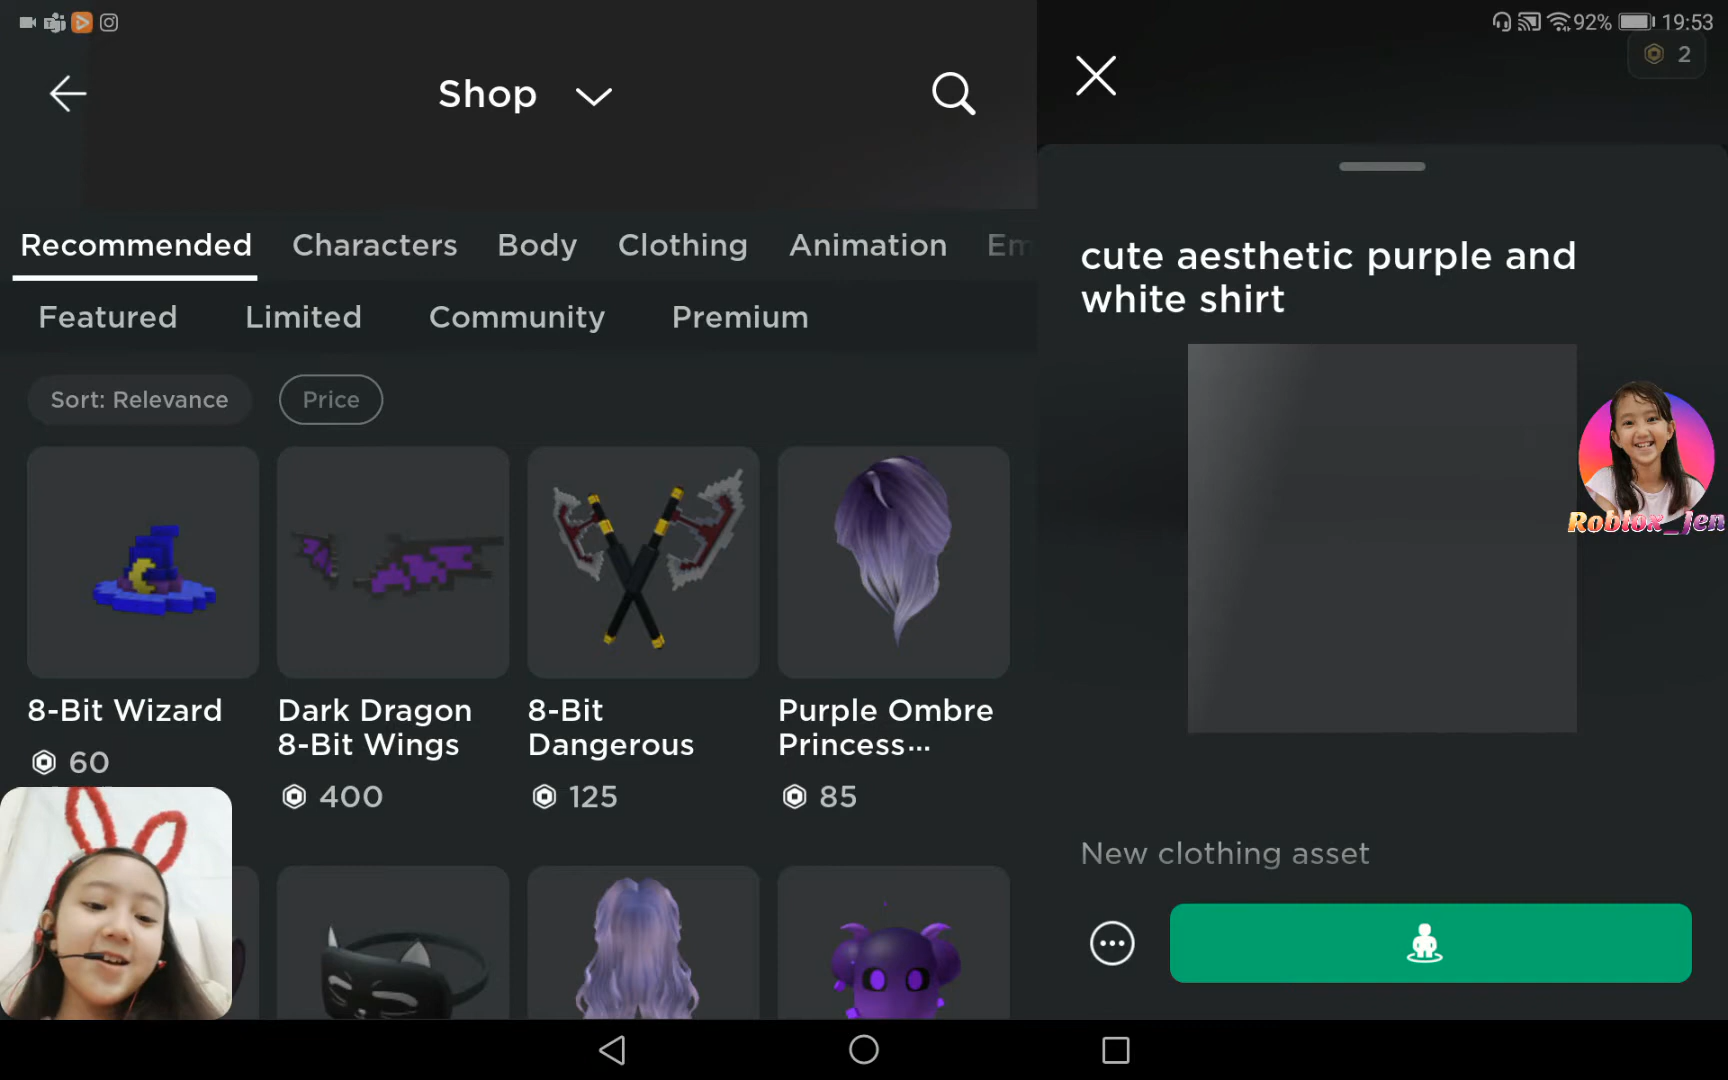 92% 19:53
2
Shop
Recommended Characters Body Clothing Animation Em
Featured Limited Community Premium
Sort: Relevance Price
8-Bit Wizard
60
Dark Dragon
8-Bit Wings
400
8-Bit
Dangerous
125
Purple Ombre
Princess...
85
cute aesthetic purple and
white shirt
Roblox_jen
New clothing asset